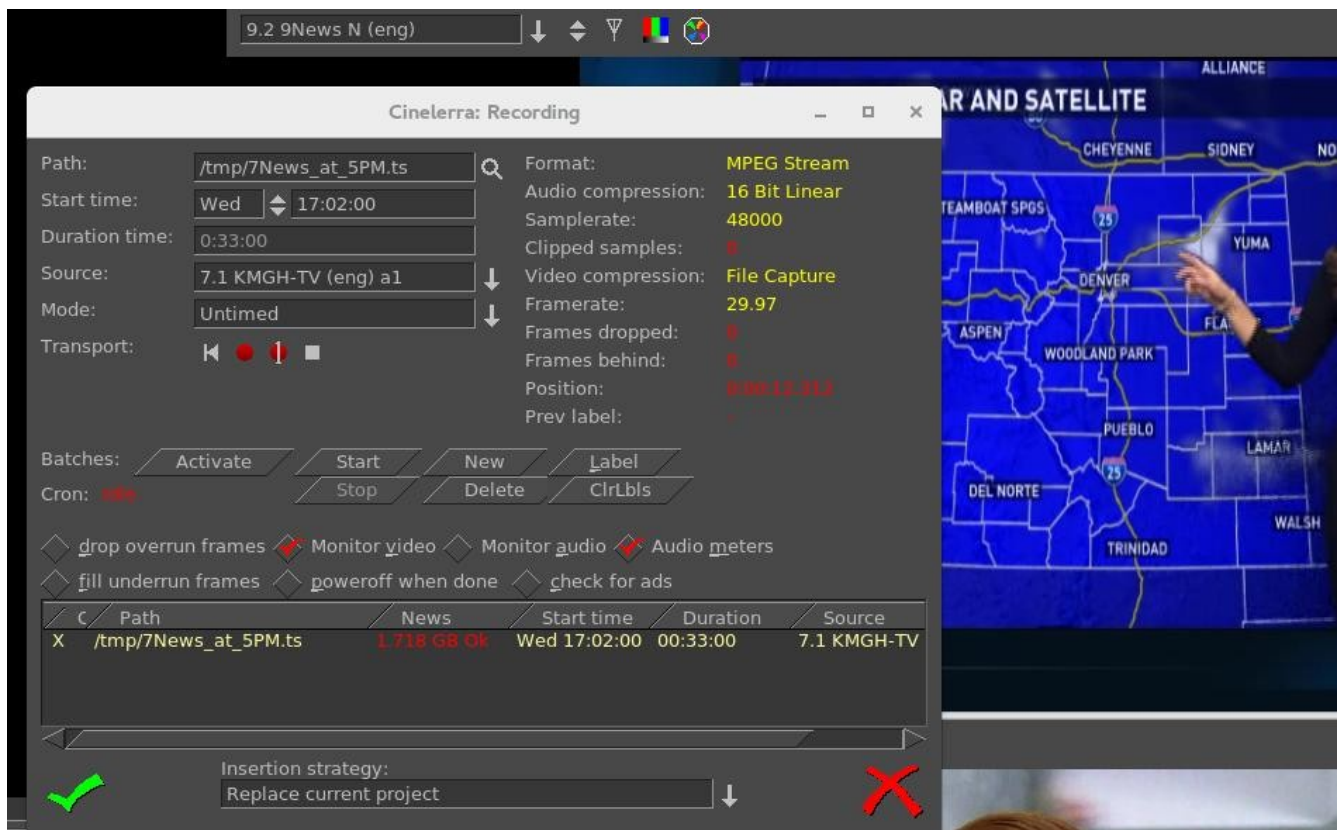 9.2 9News N (eng)
Cinelerra: Recording
Path: /tmp/7News_at_5PM.ts
Start time: Wed 17:02:00
Duration time: 0:33:00
Source: 7.1 KMGH-TV (eng) a1
Mode: Untimed
Transport:
Format: MPEG Stream
Audio compression: 16 Bit Linear
Samplerate: 48000
Clipped samples:
Video compression: File Capture
Framerate: 29.97
Frames dropped:
Frames behind:
Position:
Prev label: -
Batches: Activate Start New Label
Cron: Stop Delete ClrLbls
drop overrun frames Monitor video Monitor audio Audio meters
fill underrun frames poweroff when done check for ads
C Path News Start time Duration Source
X /tmp/7News_at_5PM.ts 1.718 GB Ok Wed 17:02:00 00:33:00 7.1 KMGH-TV
Insertion strategy:
Replace current project
ALLIANCE
AR AND SATELLITE
CHEYENNE SIDNEY NO
TEAMBOAT SPGS 25
YUMA
DENVER
ASPEN
WOODLAND PARK
PUEBLO
LAMAR
25
DEL NORTE
WALSH
TRINIDAD